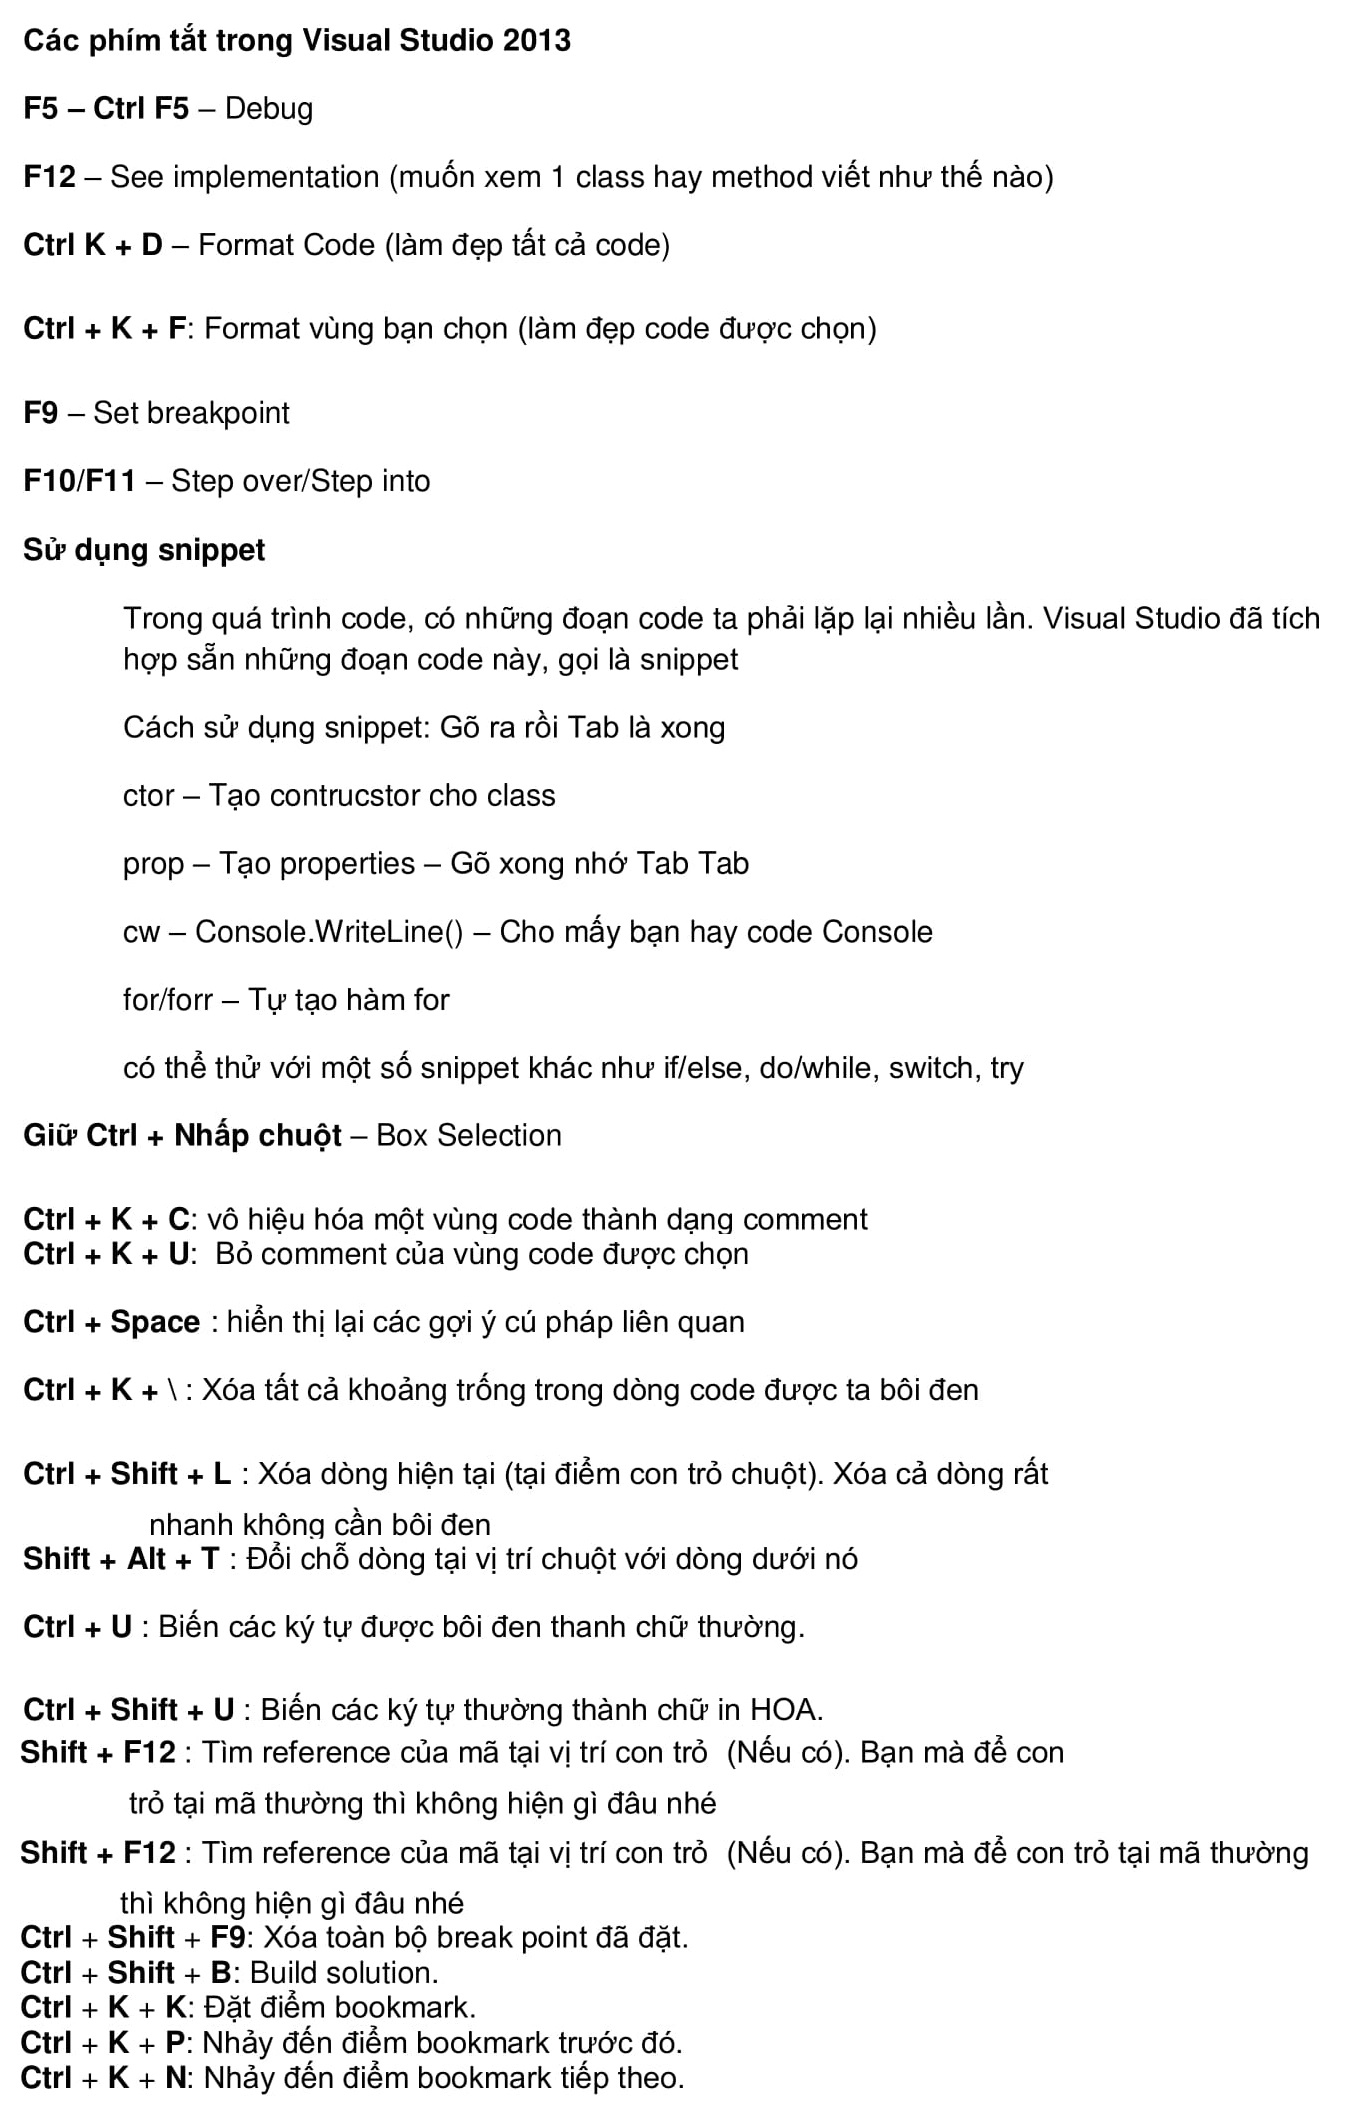 Các phím tắt trong Visual Studio 2013
F5 – Ctrl F5 – Debug
F12 – See implementation (muốn xem 1 class hay method viết như thế nào)
Ctrl K + D – Format Code (làm đẹp tất cả code)
Ctrl + K + F: Format vùng bạn chọn (làm đẹp code được chọn)
F9 – Set breakpoint
F10/F11 – Step over/Step into
Sử dụng snippet
Trong quá trình code, có những đoạn code ta phải lặp lại nhiều lần. Visual Studio đã tích
hợp sẵn những đoạn code này, gọi là snippet
Cách sử dụng snippet: Gõ ra rồi Tab là xong
ctor – Tạo contrucstor cho class
prop – Tạo properties – Gõ xong nhớ Tab Tab
cw – Console.WriteLine() – Cho mấy bạn hay code Console
for/forr – Tự tạo hàm for
có thể thử với một số snippet khác như if/else, do/while, switch, try
Giữ Ctrl + Nhấp chuột – Box Selection
Ctrl + K + C: vô hiệu hóa một vùng code thành dạng comment
Ctrl + K + U:  Bỏ comment của vùng code được chọn
Ctrl + Space : hiển thị lại các gợi ý cú pháp liên quan
Ctrl + K + \ : Xóa tất cả khoảng trống trong dòng code được ta bôi đen
Ctrl + Shift + L : Xóa dòng hiện tại (tại điểm con trỏ chuột). Xóa cả dòng rất
nhanh không cần bôi đen
Shift + Alt + T : Đổi chỗ dòng tại vị trí chuột với dòng dưới nó
Ctrl + U : Biến các ký tự được bôi đen thanh chữ thường.
Ctrl + Shift + U : Biến các ký tự thường thành chữ in HOA.
Shift + F12 : Tìm reference của mã tại vị trí con trỏ  (Nếu có). Bạn mà để con
trỏ tại mã thường thì không hiện gì đâu nhé
Shift + F12 : Tìm reference của mã tại vị trí con trỏ  (Nếu có). Bạn mà để con trỏ tại mã thường
thì không hiện gì đâu nhé
Ctrl + Shift + F9: Xóa toàn bộ break point đã đặt.
Ctrl + Shift + B: Build solution.
Ctrl + K + K: Đặt điểm bookmark.
Ctrl + K + P: Nhảy đến điểm bookmark trước đó.
Ctrl + K + N: Nhảy đến điểm bookmark tiếp theo.